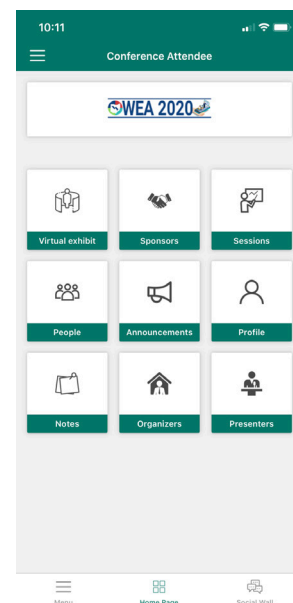 10:11
Conference Attendee
WEA 2020
Virtual exhibit
Sponsors
Sessions
People
Announcements
Profile
Notes
Organizers
Presenters
Menu
Home Page
Social Wall